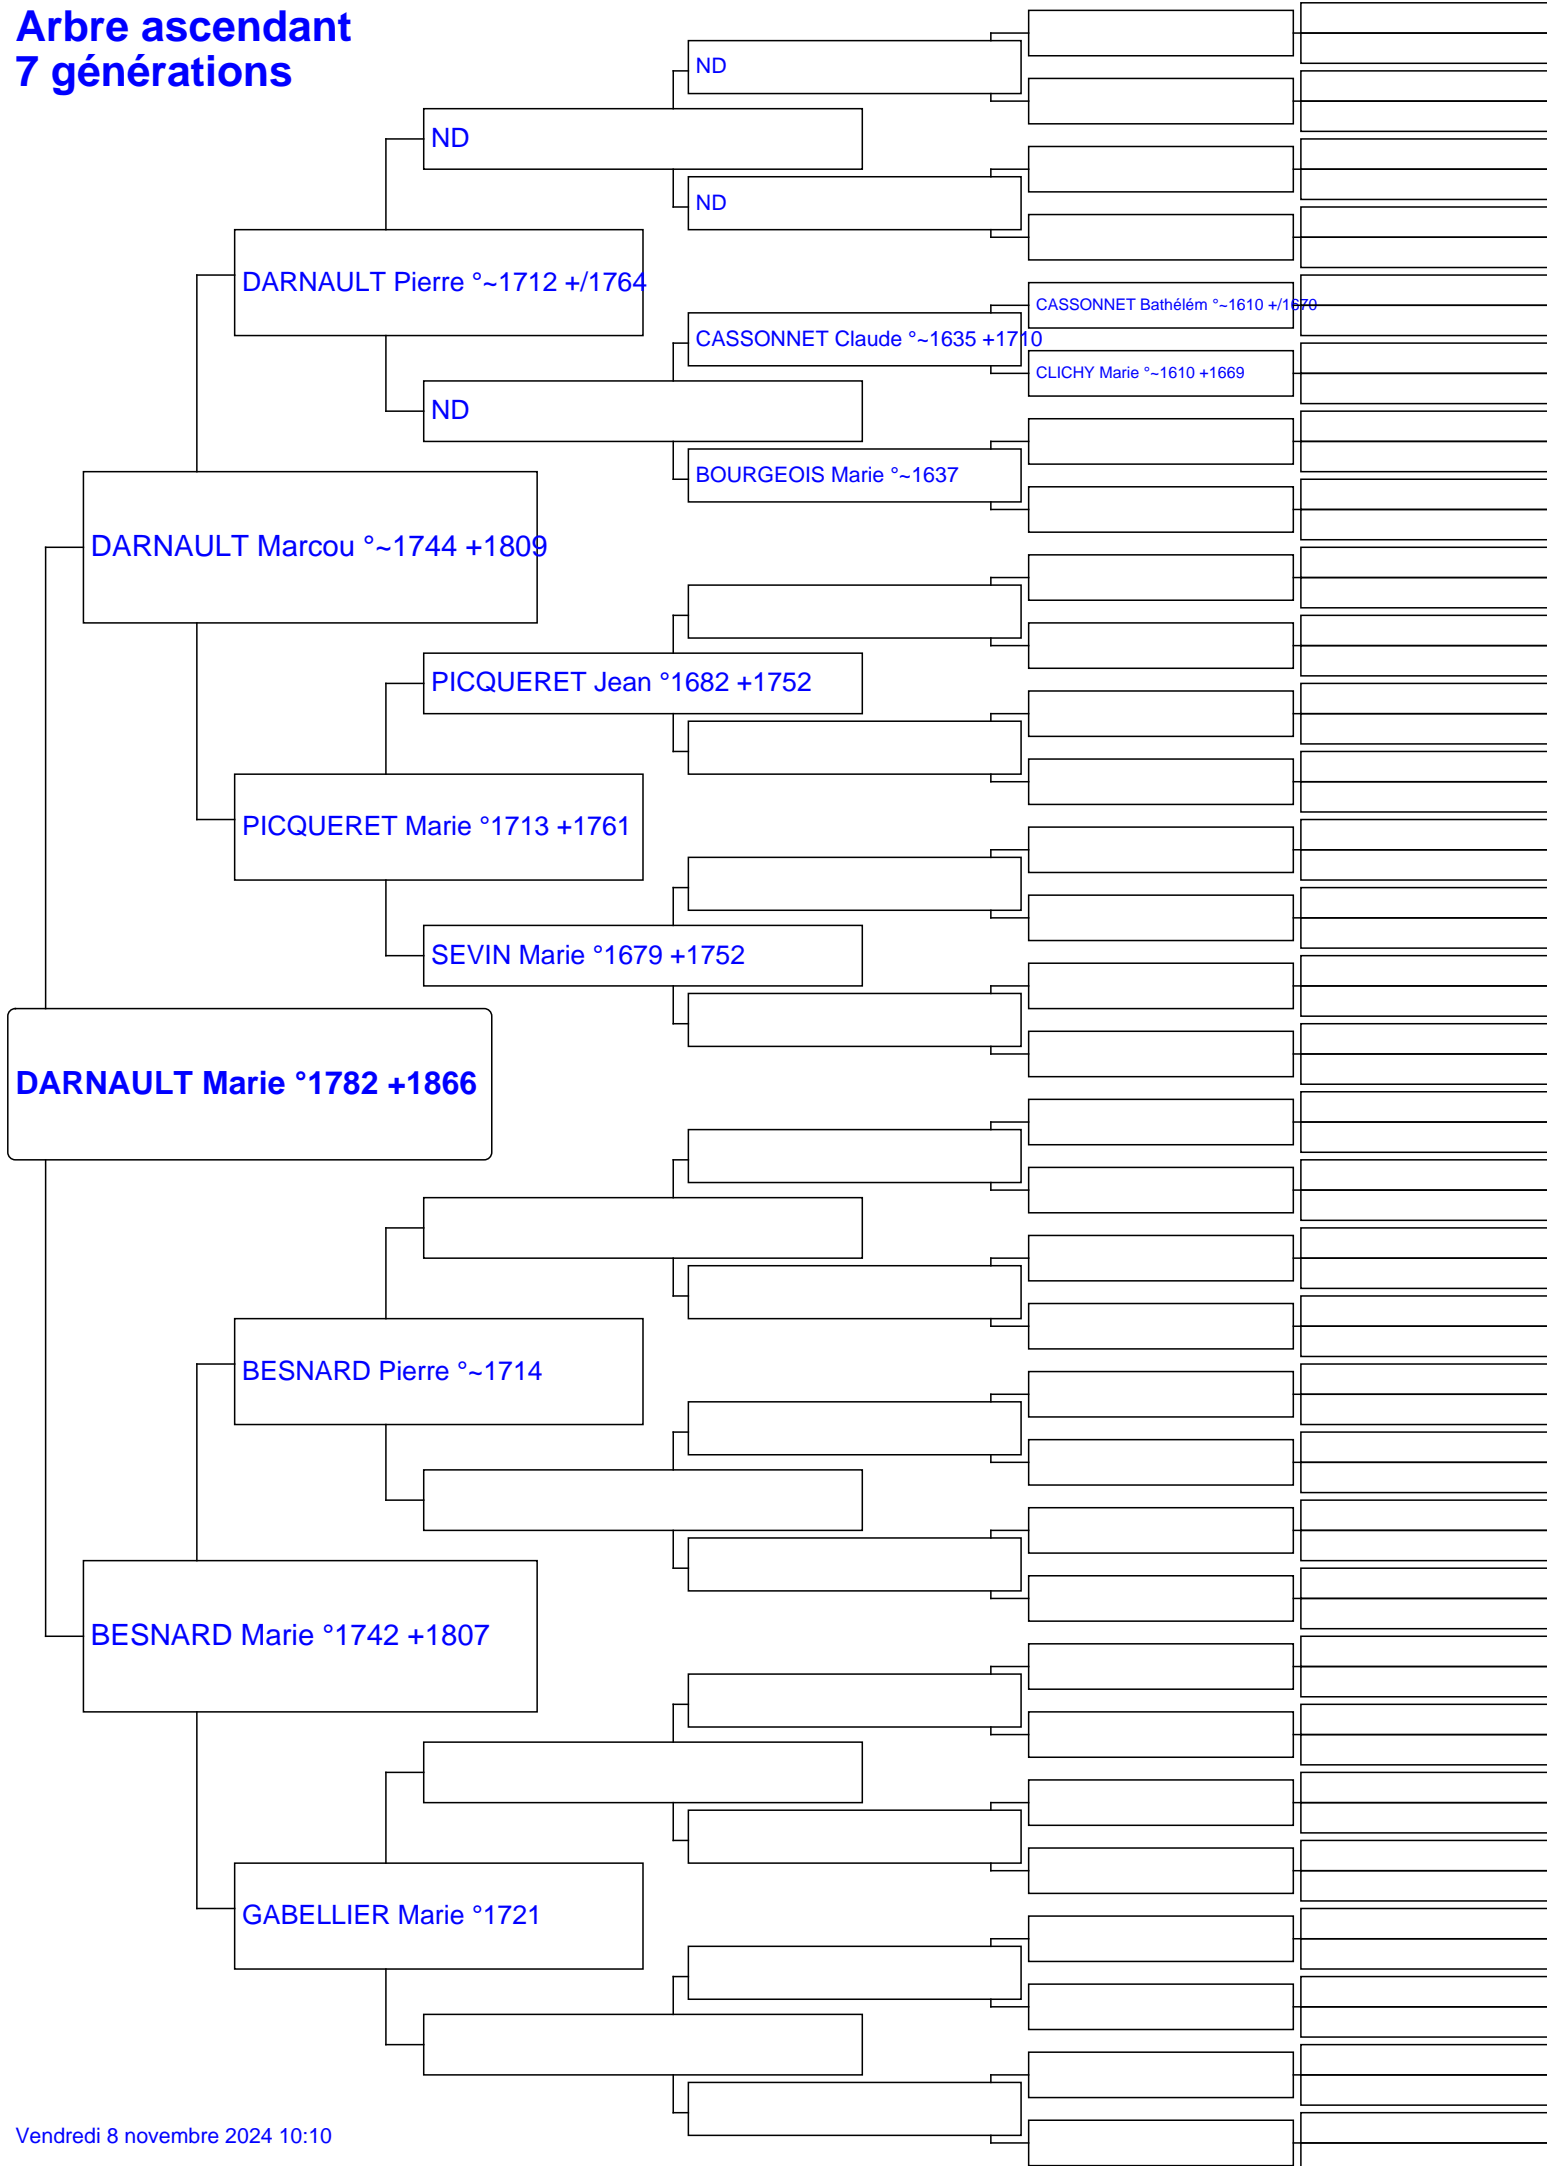 Arbre ascendant
7 générations
ND
ND
ND
DARNAULT Pierre °~1712 +/1764
CASSONNET Bathélém °~1610 +/1670
CASSONNET Claude °~1635 +1710
CLICHY Marie °~1610 +1669
ND
BOURGEOIS Marie °~1637
DARNAULT Marcou °~1744 +1809
PICQUERET Jean °1682 +1752
PICQUERET Marie °1713 +1761
SEVIN Marie °1679 +1752
DARNAULT Marie °1782 +1866
BESNARD Pierre °~1714
BESNARD Marie °1742 +1807
GABELLIER Marie °1721
Vendredi 8 novembre 2024 10:10